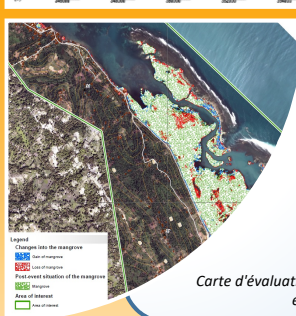 Legend
Changes into the mangrove
Gain of mangrove
Loss of mangrove
Post-event situation of the mangrove
Mangrove
Area of interest
Area of interest
Carte d'évaluat
e